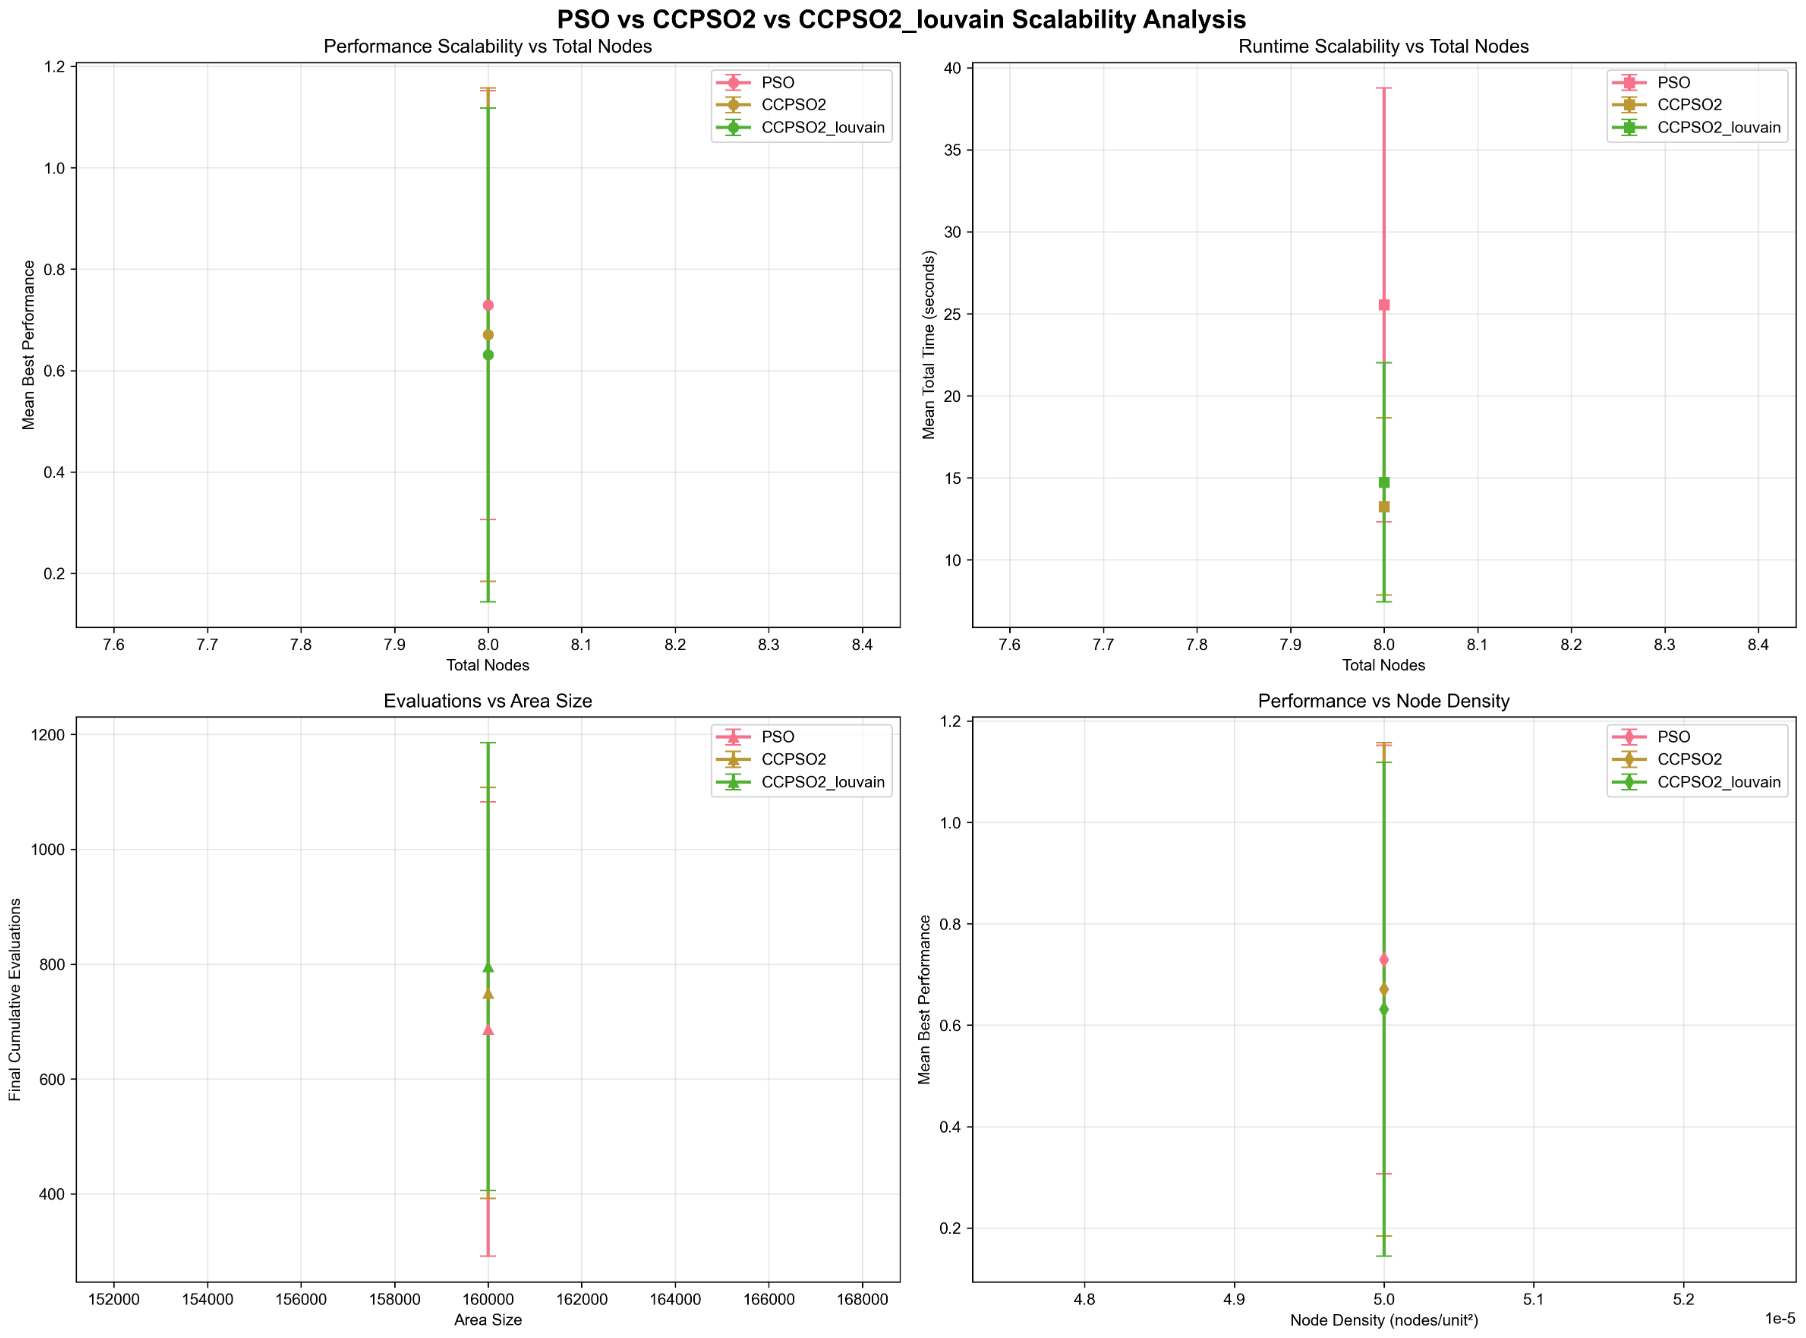 PSO vs CCPSO2 vs CCPSO2_louvain Scalability Analysis
Performance Scalability vs Total Nodes
1.2
1.0
0.8
0.6
0.4
0.2
Mean Best Performance
7.6 7.7 7.8 7.9 8.0 8.1 8.2 8.3 8.4
Total Nodes
PSO
CCPSO2
CCPSO2_louvain
Runtime Scalability vs Total Nodes
40
35
30
25
20
15
10
Mean Total Time (seconds)
7.6 7.7 7.8 7.9 8.0 8.1 8.2 8.3 8.4
Total Nodes
PSO
CCPSO2
CCPSO2_louvain
Evaluations vs Area Size
1200
1000
800
600
400
Final Cumulative Evaluations
152000 154000 156000 158000 160000 162000 164000 166000 168000
Area Size
PSO
CCPSO2
CCPSO2_louvain
Performance vs Node Density
1.2
1.0
0.8
0.6
0.4
0.2
Mean Best Performance
4.8 4.9 5.0 5.1 5.2
1e-5
Node Density (nodes/unit²)
PSO
CCPSO2
CCPSO2_louvain